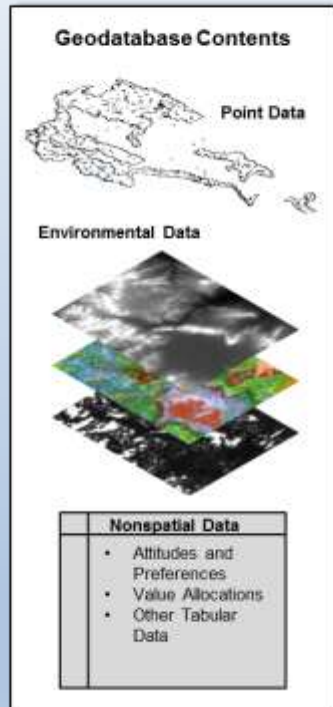 Geodatabase Contents
Point Data
Environmental Data
Nonspatial Data
• Attitudes and
Preferences
• Value Allocations
• Other Tabular
Data